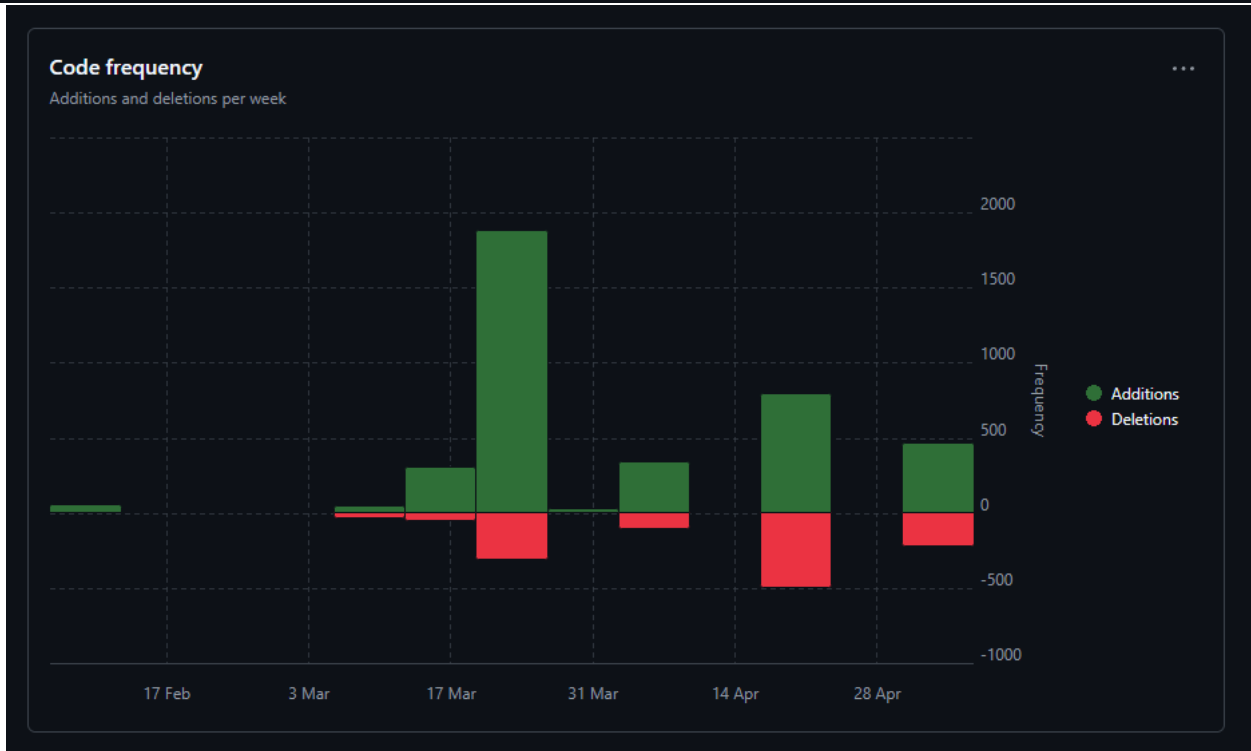 Code frequency
Additions and deletions per week
2000
1500
1000
500
0
-500
-1000
Frequency
Additions
Deletions
17 Feb
3 Mar
17 Mar
31 Mar
14 Apr
28 Apr